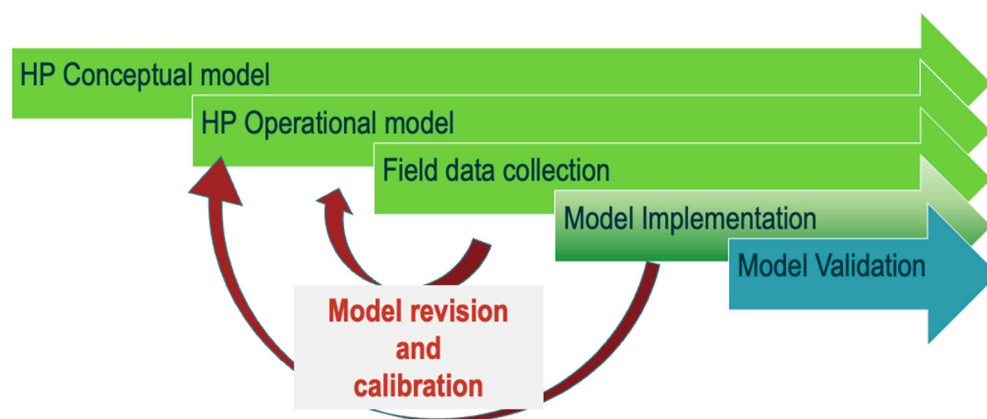 HP Conceptual model
HP Operational model
Field data collection
Model Implementation
Model Validation
Model revision
and
calibration